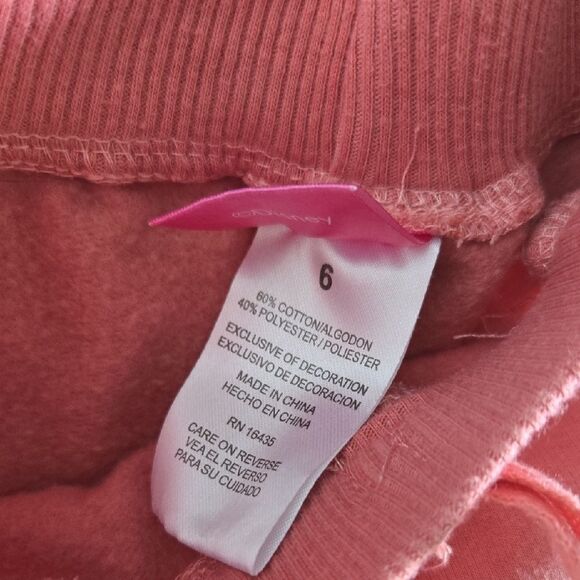 6
60% COTTON/ALGODON
40% POLYESTER / POLIESTER
EXCLUSIVE OF DECORATION
EXCLUSIVO DE DECORACION
MADE IN CHINA
HECHO EN CHINA
RN 16435
CARE ON REVERSE
VEA EL REVERSO
PARA SU CUIDADO